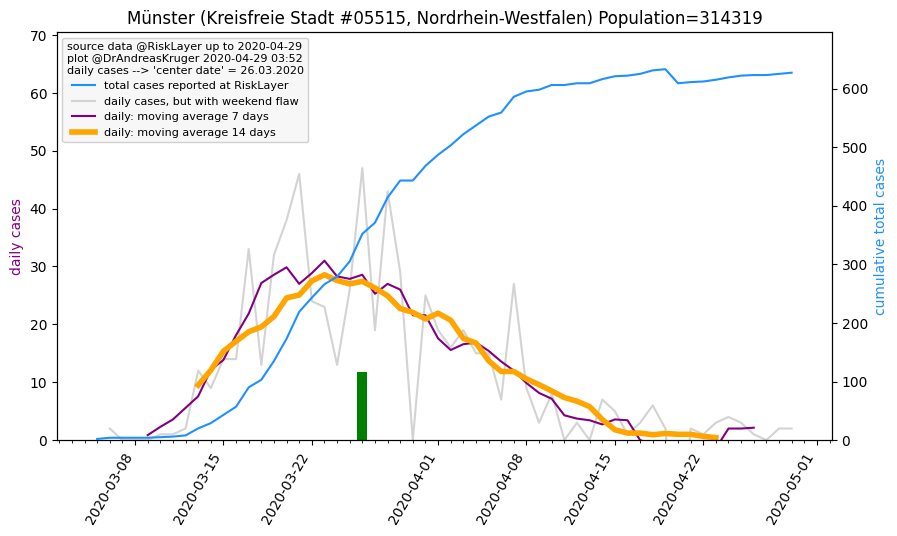 Münster (Kreisfreie Stadt #05515, Nordrhein-Westfalen) Population=314319
source data @RiskLayer up to 2020-04-29
plot @DrAndreasKruger 2020-04-29 03:52
daily cases --> 'center date' = 26.03.2020
total cases reported at RiskLayer
daily cases, but with weekend flaw
daily: moving average 7 days
daily: moving average 14 days
70
60
50
40
30
20
10
0
daily cases
600
500
400
300
200
100
0
cumulative total cases
2020-03-08
2020-03-15
2020-03-22
2020-04-01
2020-04-08
2020-04-15
2020-04-22
2020-05-01